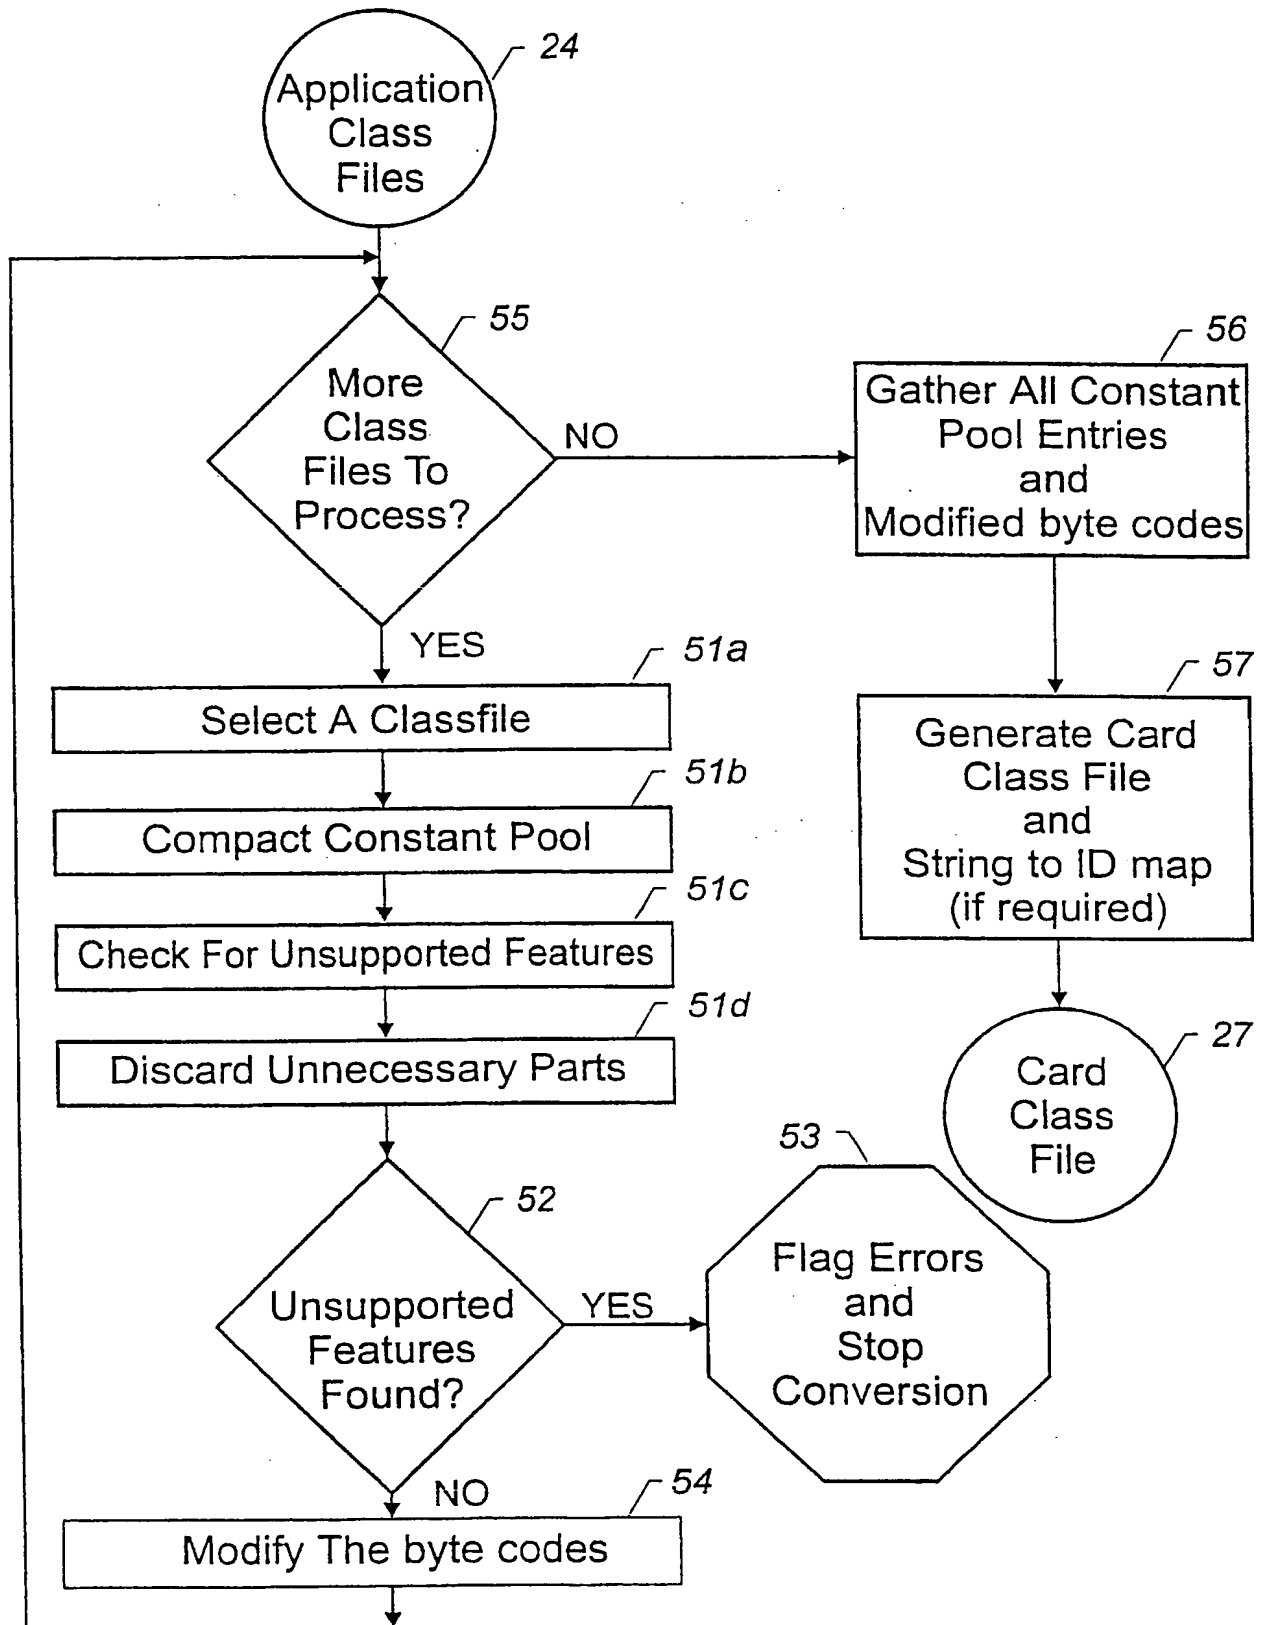 24
Application
Class
Files
55
More
Class
Files To
Process?
NO
YES
56
Gather All Constant
Pool Entries
and
Modified byte codes
51a
Select A Classfile
57
Generate Card
Class File
and
String to ID map
(if required)
51b
Compact Constant Pool
51c
Check For Unsupported Features
51d
Discard Unnecessary Parts
27
Card
Class
File
52
Unsupported
Features
Found?
YES
NO
53
Flag Errors
and
Stop
Conversion
54
Modify The byte codes